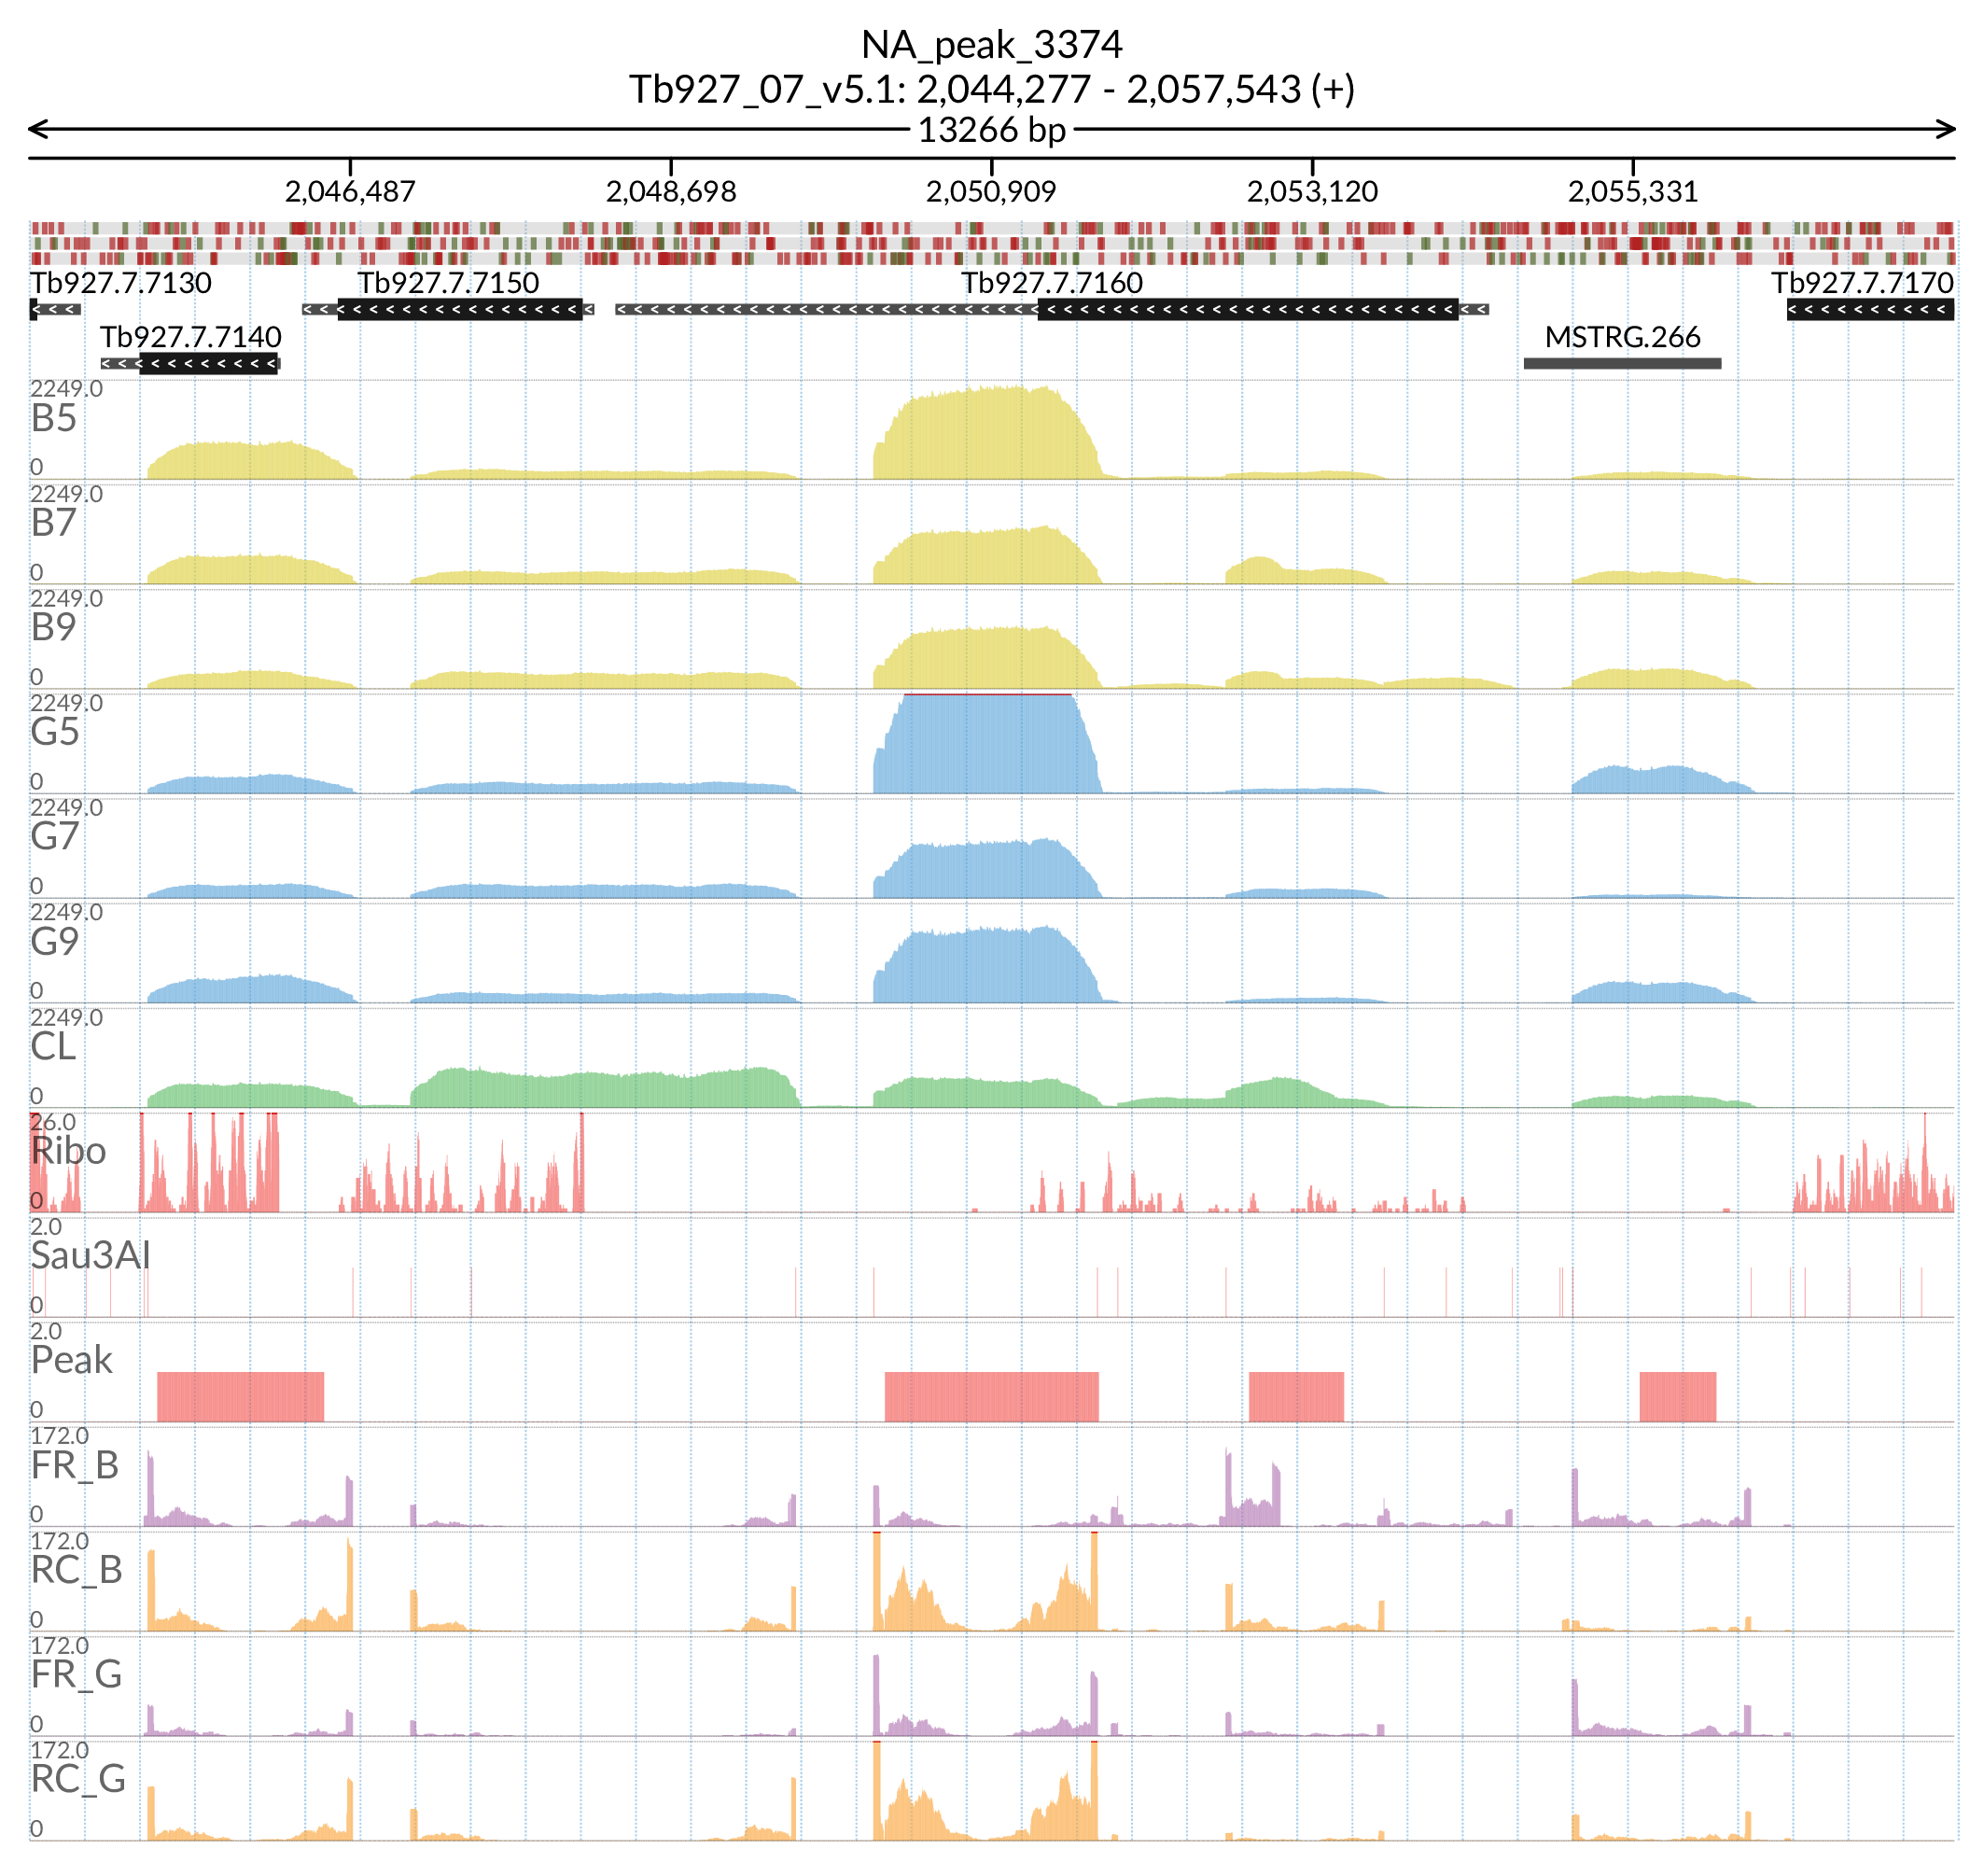 NA_peak_3374
Tb927_07_v5.1: 2,044,277 - 2,057,543 (+)
13266 bp
2,046,487 2,048,698 2,050,909 2,053,120 2,055,331
Tb927.7.7130 Tb927.7.7150 Tb927.7.7160 Tb927.7.7170
Tb927.7.7140 MSTRG.266
2249.0
B5
0
2249.0
B7
0
2249.0
B9
0
2249.0
G5
0
2249.0
G7
0
2249.0
G9
0
2249.0
CL
0
26.0
Ribo
0
2.0
Sau3AI
0
2.0
Peak
0
172.0
FR_B
0
172.0
RC_B
0
172.0
FR_G
0
172.0
RC_G
0